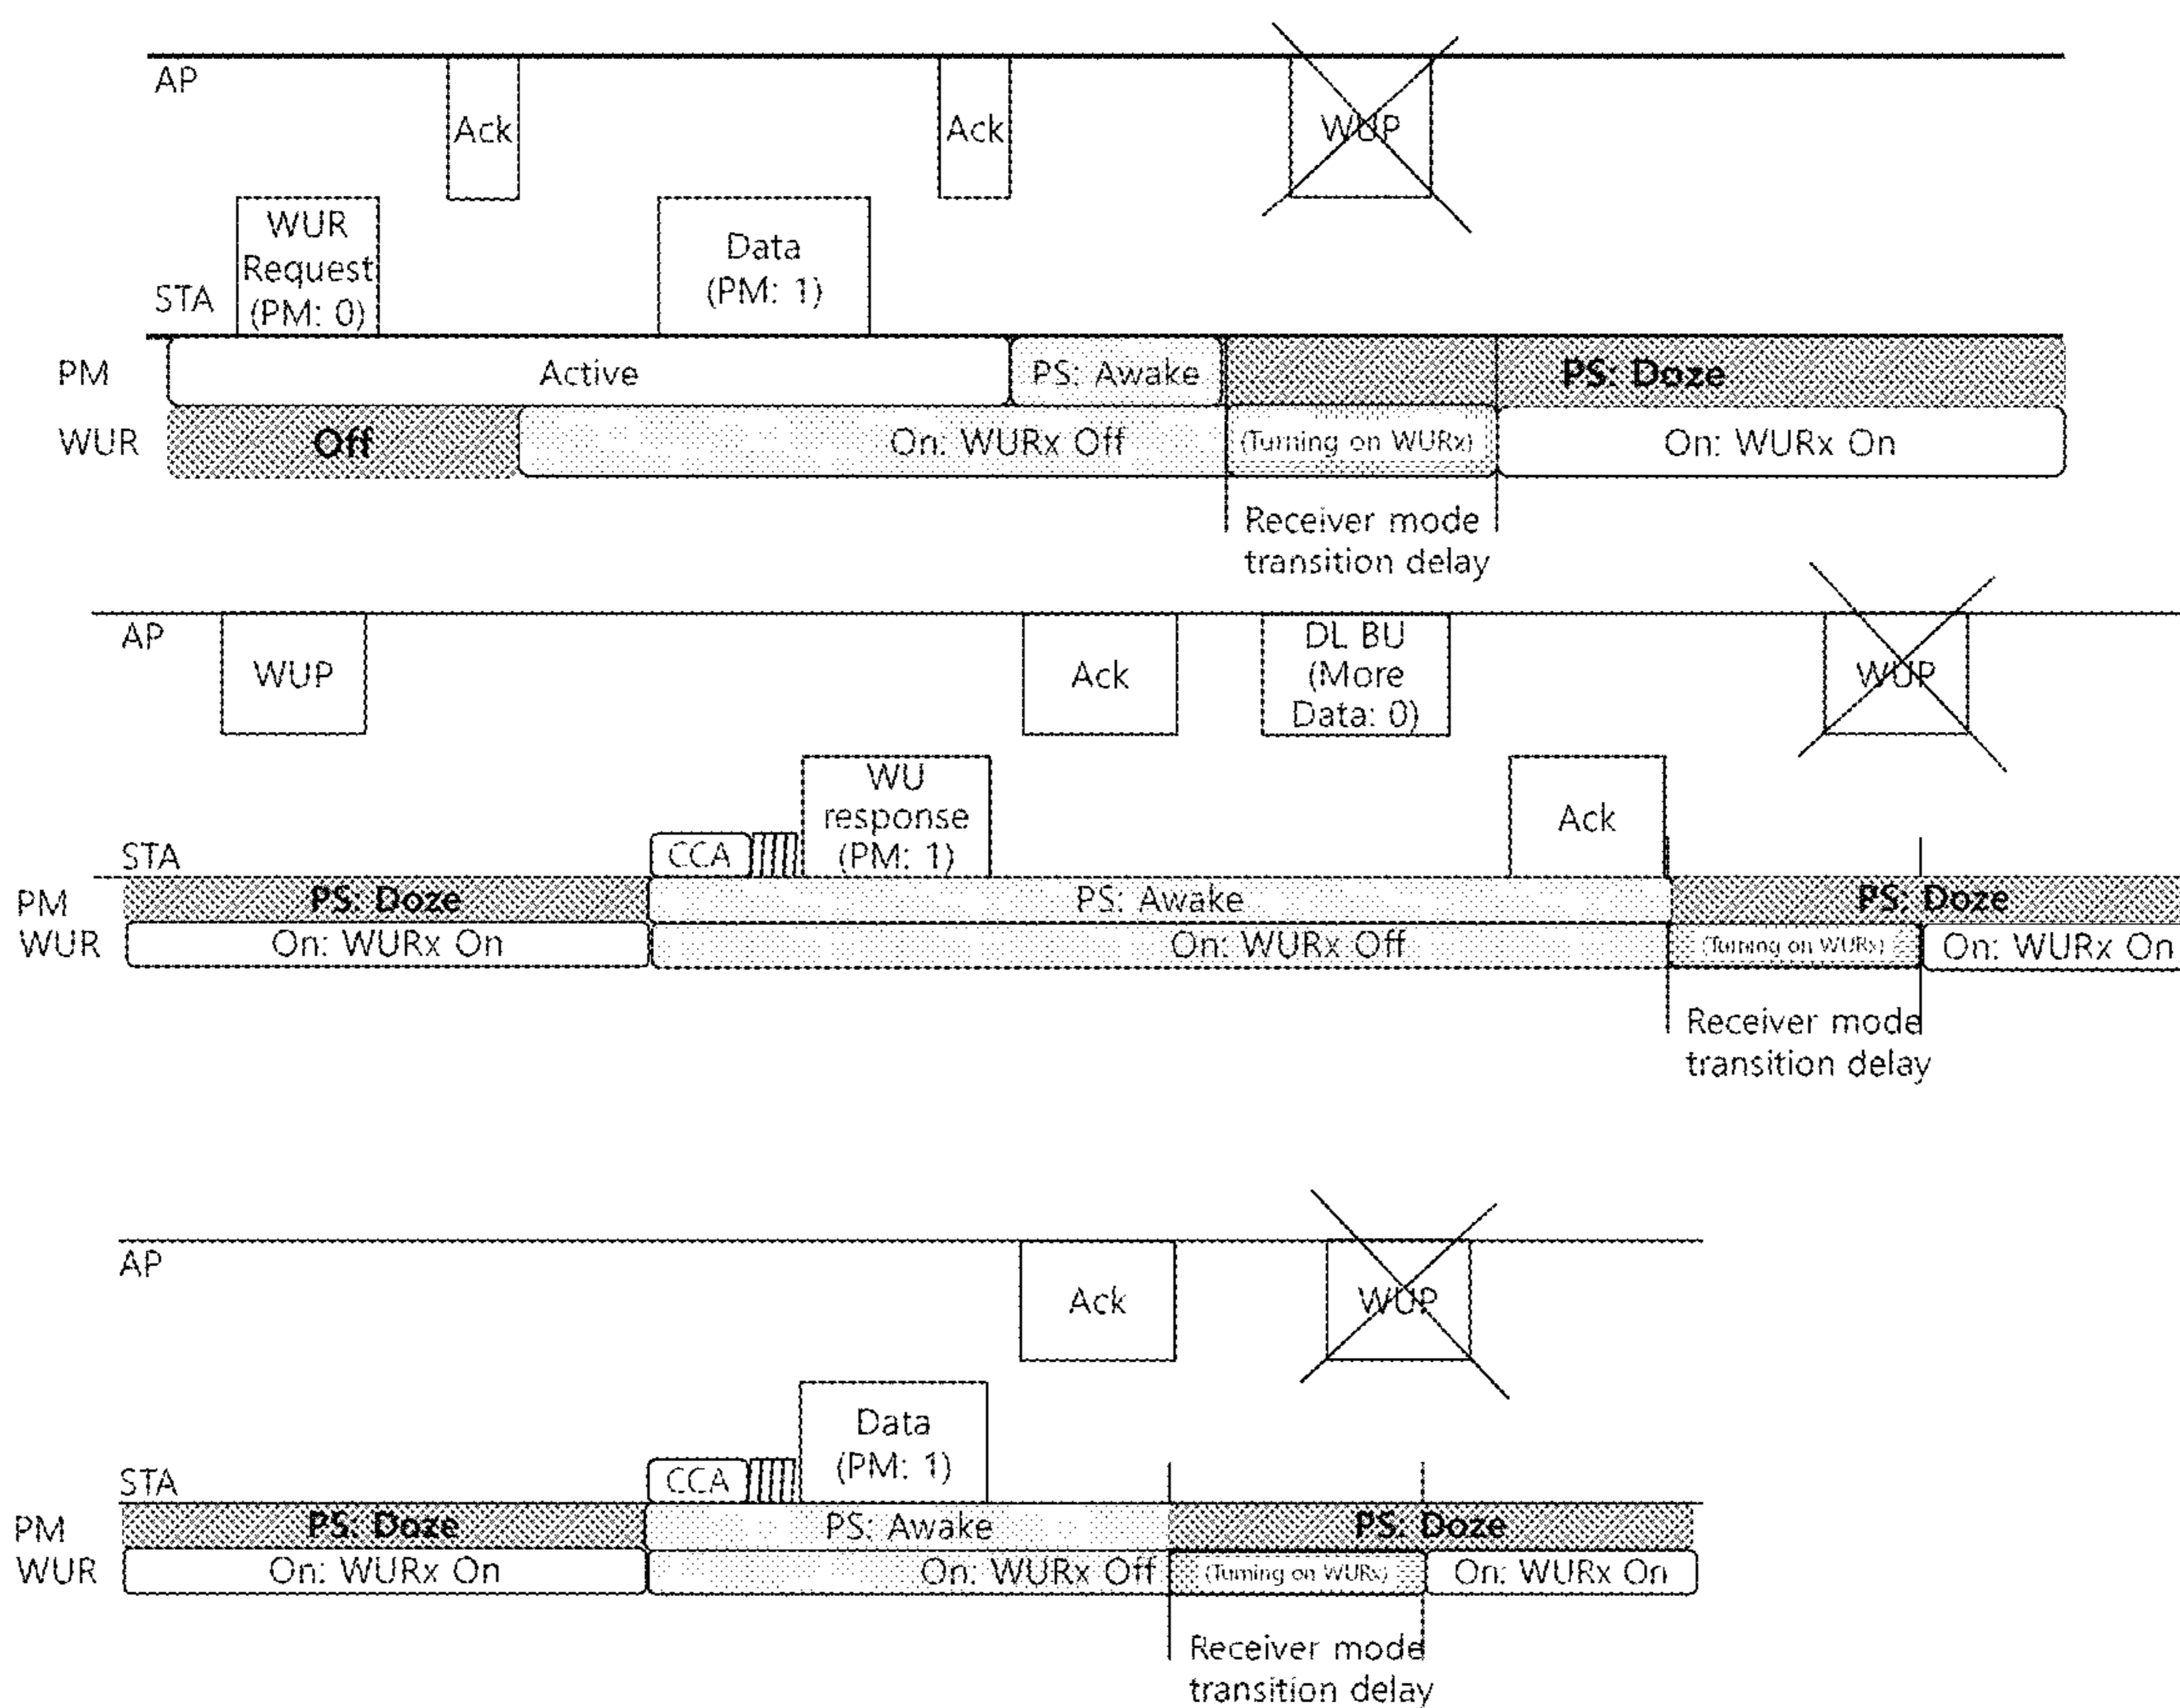 AP
Ack
Ack
WUP
WUR
Request
(PM: 0)
Data
(PM: 1)
STA
PM
Active
PS: Awake
PS: Doze
WUR
Off
On: WURx Off
(Turning on WURx)
On: WURx On
Receiver mode
transition delay
AP
WUP
Ack
DL BU
(More
Data: 0)
WUP
WU
response
(PM: 1)
Ack
STA
CCA
PM
PS: Doze
PS: Awake
PS: Doze
WUR
On: WURx On
On: WURx Off
(Turning on WURx)
On: WURx On
Receiver mode
transition delay
AP
Ack
WUP
Data
(PM: 1)
STA
CCA
PM
PS: Doze
PS: Awake
PS: Doze
WUR
On: WURx On
On: WURx Off
(Turning on WURx)
On: WURx On
Receiver mode
transition delay